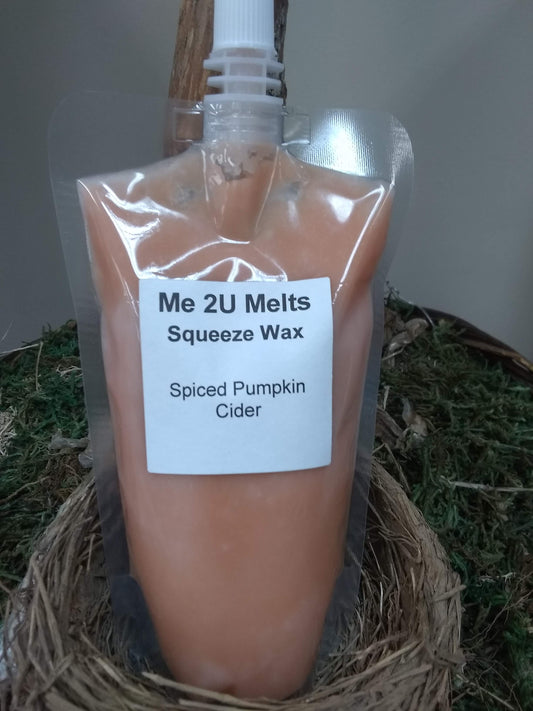 Me 2U Melts
Squeeze Wax
Spiced Pumpkin
Cider